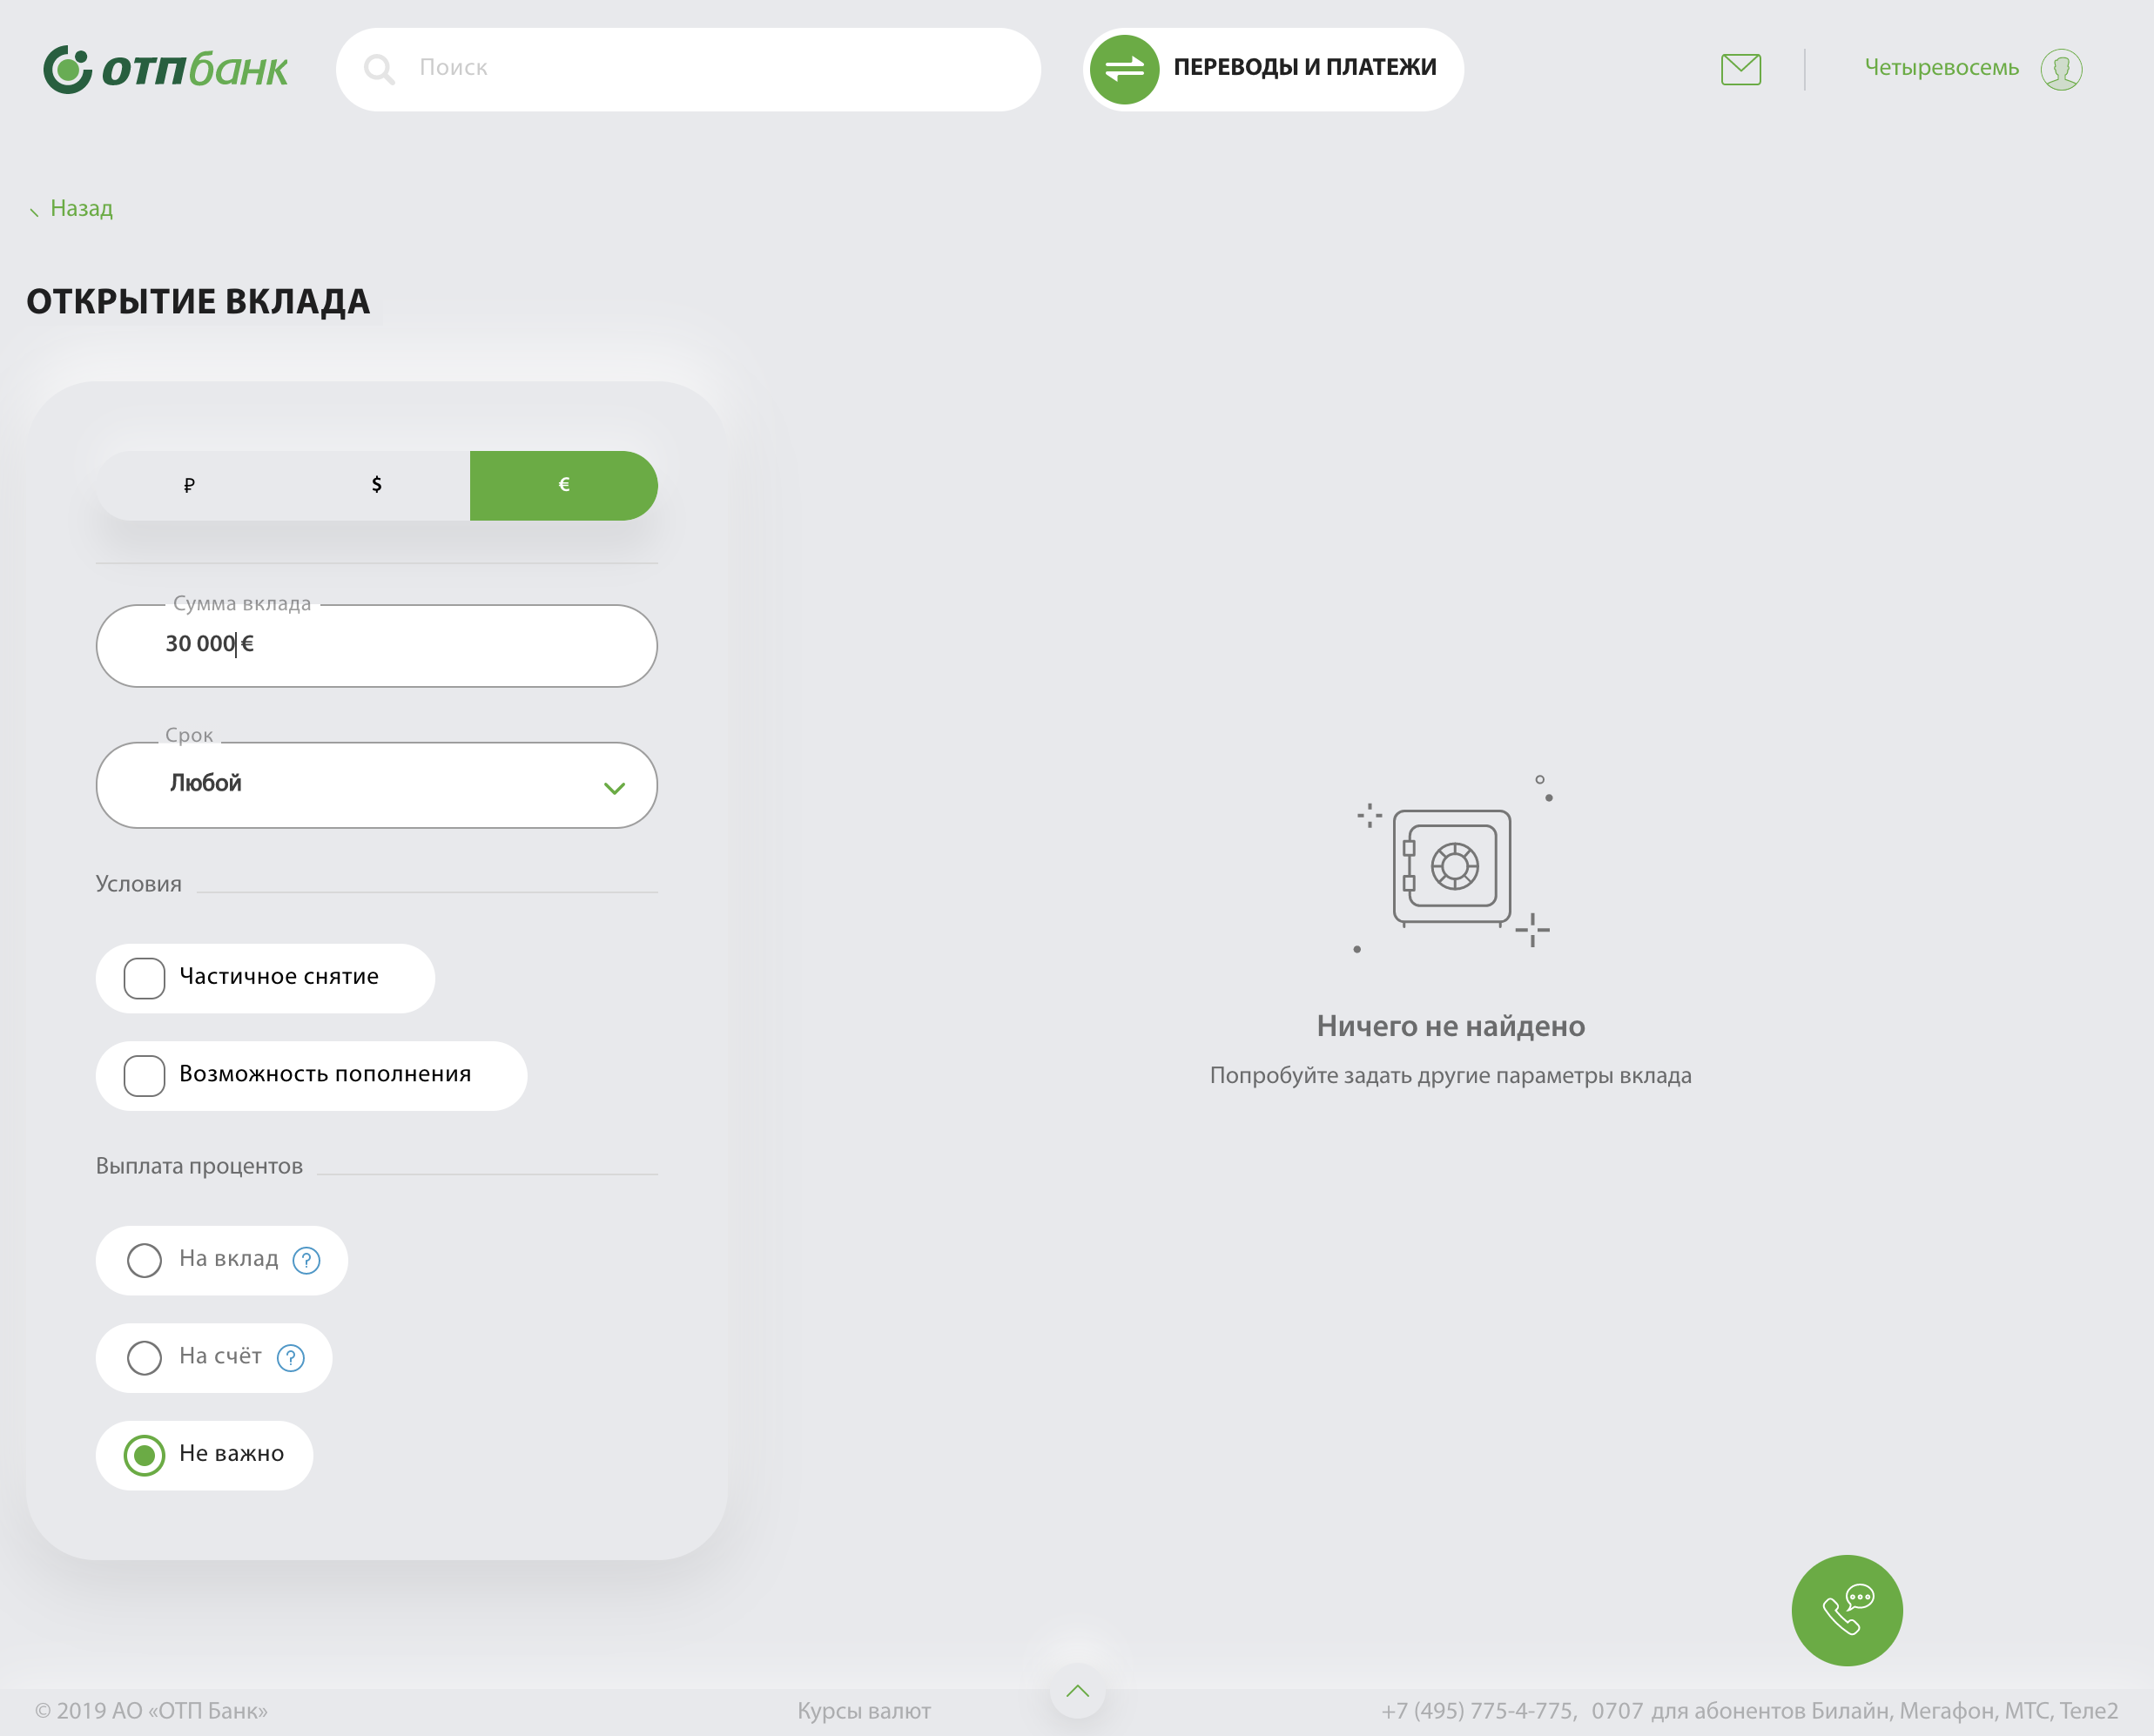 ОТП банк
Поиск
ПЕРЕВОДЫ И ПЛАТЕЖИ
Четыревосемь
Назад
ОТКРЫТИЕ ВКЛАДА
₽ $ €
Сумма вклада
30 000 €
Срок
Любой
Условия
Частичное снятие
Возможность пополнения
Выплата процентов
На вклад ?
На счёт ?
Не важно
Ничего не найдено
Попробуйте задать другие параметры вклада
© 2019 АО «ОТП Банк» Курсы валют +7 (495) 775-4-775, 0707 для абонентов Билайн, Мегафон, МТС, Теле2